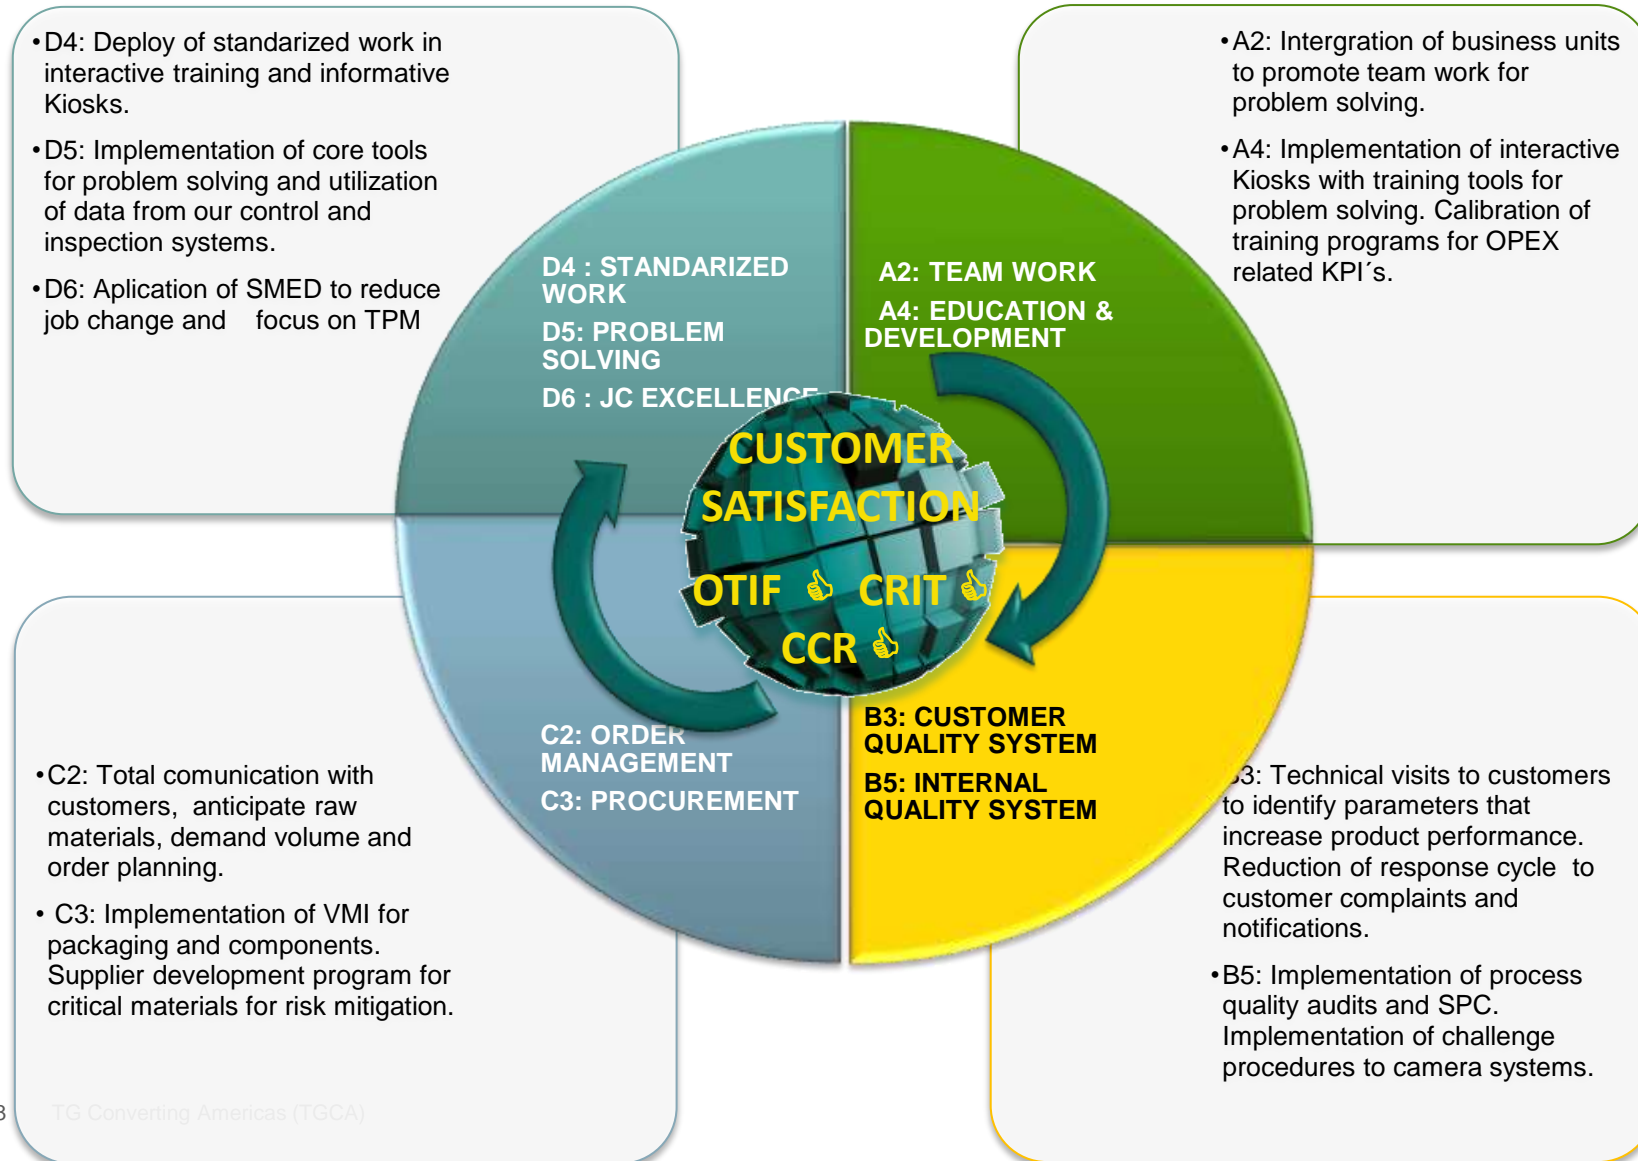 •D4: Deploy of standarized work in
interactive training and informative
Kiosks.
•D5: Implementation of core tools
for problem solving and utilization
of data from our control and
inspection systems.
•D6: Aplication of SMED to reduce
job change and    focus on TPM
•A2: Intergration of business units
to promote team work for
problem solving.
•A4: Implementation of interactive
Kiosks with training tools for
problem solving. Calibration of
training programs for OPEX
related KPI´s.
D4 : STANDARIZED
WORK
D5: PROBLEM
SOLVING
D6 : JC EXCELLENCE
A2: TEAM WORK
A4: EDUCATION &
DEVELOPMENT
CUSTOMER
SATISFACTION
OTIF 👍 CRIT 👍
CCR 👍
C2: ORDER
MANAGEMENT
C3: PROCUREMENT
B3: CUSTOMER
QUALITY SYSTEM
B5: INTERNAL
QUALITY SYSTEM
•C2: Total comunication with
customers,  anticipate raw
materials, demand volume and
order planning.
• C3: Implementation of VMI for
packaging and components.
Supplier development program for
critical materials for risk mitigation.
B3: Technical visits to customers
to identify parameters that
increase product performance.
Reduction of response cycle  to
customer complaints and
notifications.
•B5: Implementation of process
quality audits and SPC.
Implementation of challenge
procedures to camera systems.
3 TG Converting Americas (TGCA)